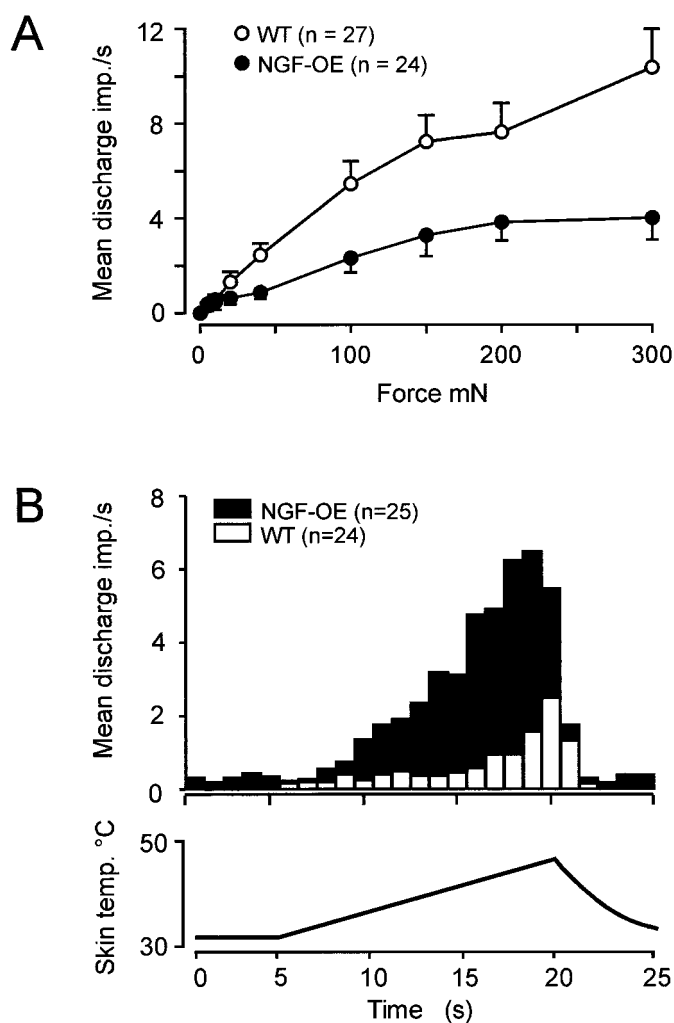 A
Mean discharge imp./s
12
8
4
0
WT (n = 27)
NGF-OE (n = 24)
0 100 200 300
Force mN
B
Mean discharge imp./s
8
6
4
2
0
NGF-OE (n=25)
WT (n=24)
Skin temp. °C
50
30
0 5 10 15 20 25
Time (s)